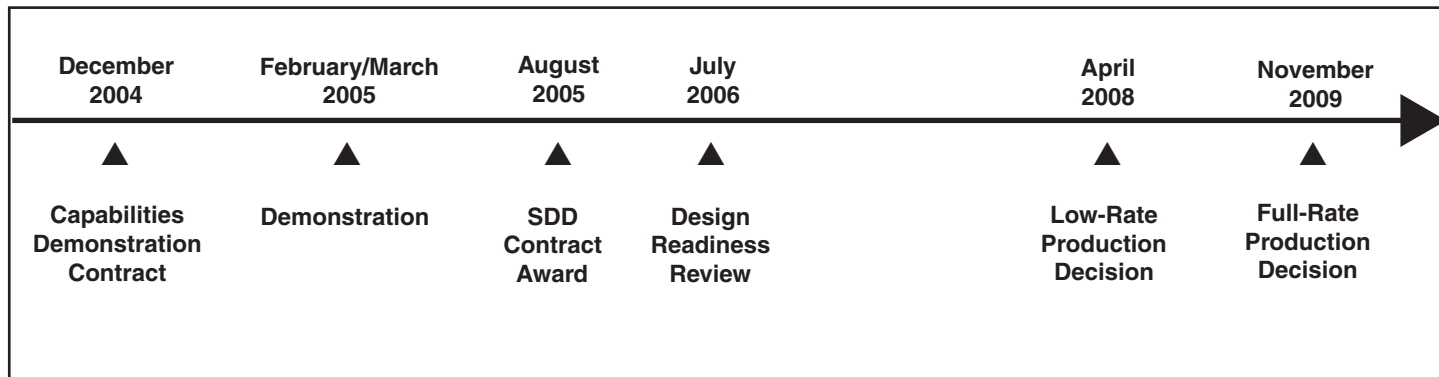 December
2004
February/March
2005
August
2005
July
2006
April
2008
November
2009
Capabilities
Demonstration
Contract
Demonstration
SDD
Contract
Award
Design
Readiness
Review
Low-Rate
Production
Decision
Full-Rate
Production
Decision